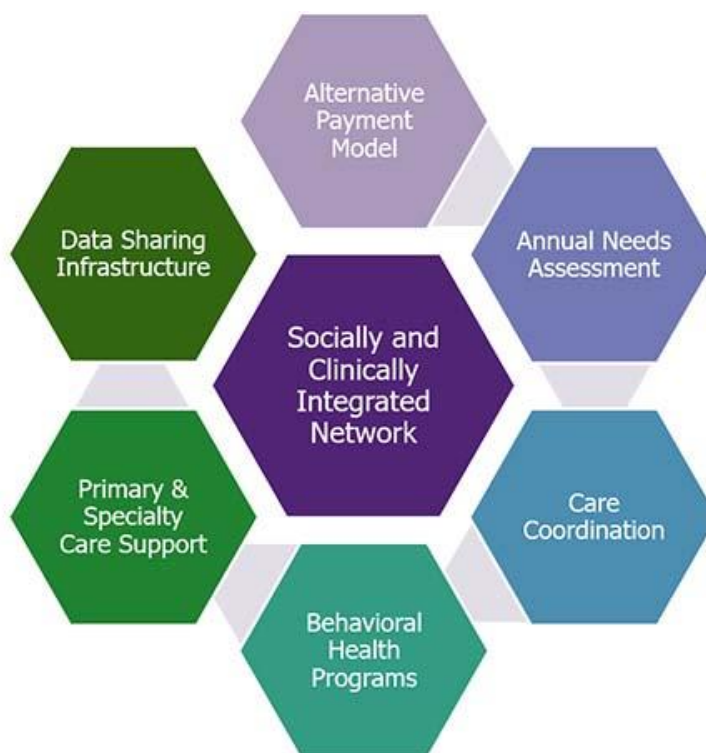 Alternative
Payment
Model
Data Sharing
Infrastructure
Annual Needs
Assessment
Socially and
Clinically
Integrated
Network
Primary &
Specialty
Care Support
Care
Coordination
Behavioral
Health
Programs